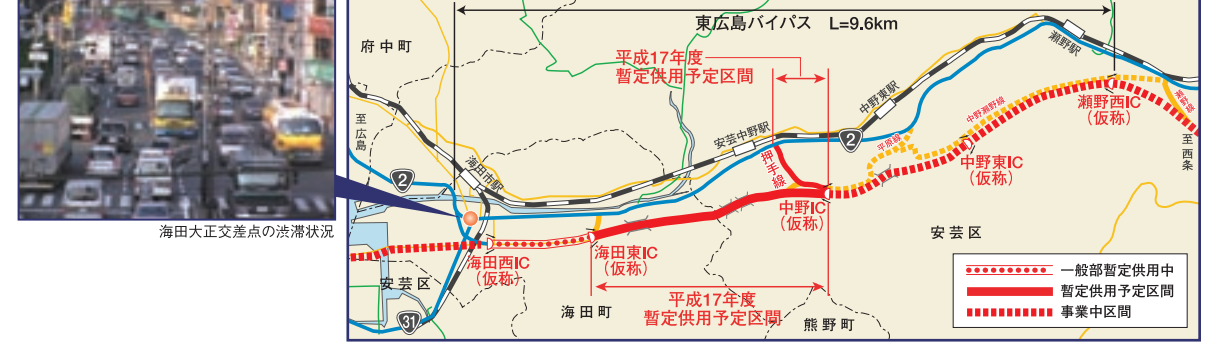 東広島バイパス L=9.6km
府中町
平成17年度
暫定供用予定区間
瀬野駅
中野東駅
瀬野西IC
(仮称)
瀬野線
至西条
至広島
海田市駅
安芸中野駅
2
平原線
中野瀬野線
中野東IC
(仮称)
押手線
2
中野IC
(仮称)
海田大正交差点の渋滞状況
海田西IC
(仮称)
海田東IC
(仮称)
安芸区
安芸区
平成17年度
暫定供用予定区間
31
海田町
熊野町
一般部暫定供用中
暫定供用予定区間
事業中区間